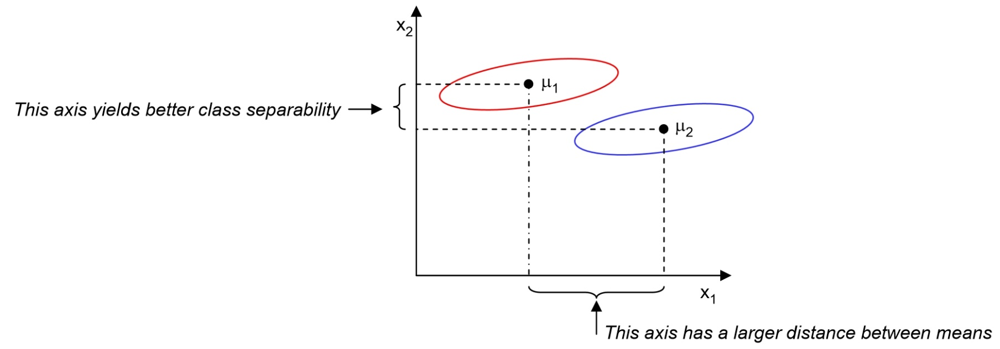 x₂
μ₁
This axis yields better class separability
μ₂
x₁
This axis has a larger distance between means